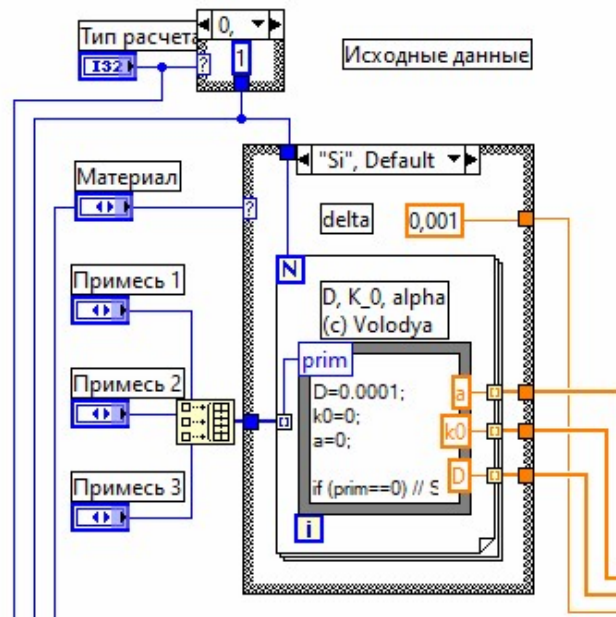 Тип расчета
0,
1
I32
?
Исходные данные
"Si", Default
Материал
?
delta
0,001
N
Примесь 1
D, K_0, alpha
(c) Volodya
prim
D=0.0001;
k0=0;
a=0;
if (prim==0) // S
a
k0
D
Примесь 2
Примесь 3
i